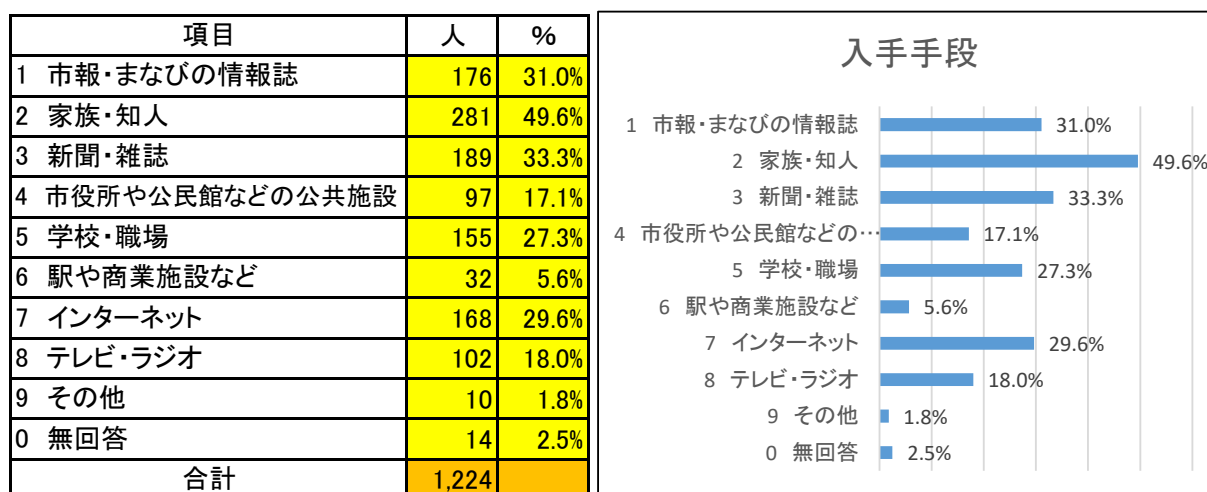 項目 人 %
1 市報・まなびの情報誌 176 31.0%
2 家族・知人 281 49.6%
3 新聞・雑誌 189 33.3%
4 市役所や公民館などの公共施設 97 17.1%
5 学校・職場 155 27.3%
6 駅や商業施設など 32 5.6%
7 インターネット 168 29.6%
8 テレビ・ラジオ 102 18.0%
9 その他 10 1.8%
0 無回答 14 2.5%
合計 1,224
入手手段
1 市報・まなびの情報誌 31.0%
2 家族・知人 49.6%
3 新聞・雑誌 33.3%
4 市役所や公民館などの… 17.1%
5 学校・職場 27.3%
6 駅や商業施設など 5.6%
7 インターネット 29.6%
8 テレビ・ラジオ 18.0%
9 その他 1.8%
0 無回答 2.5%